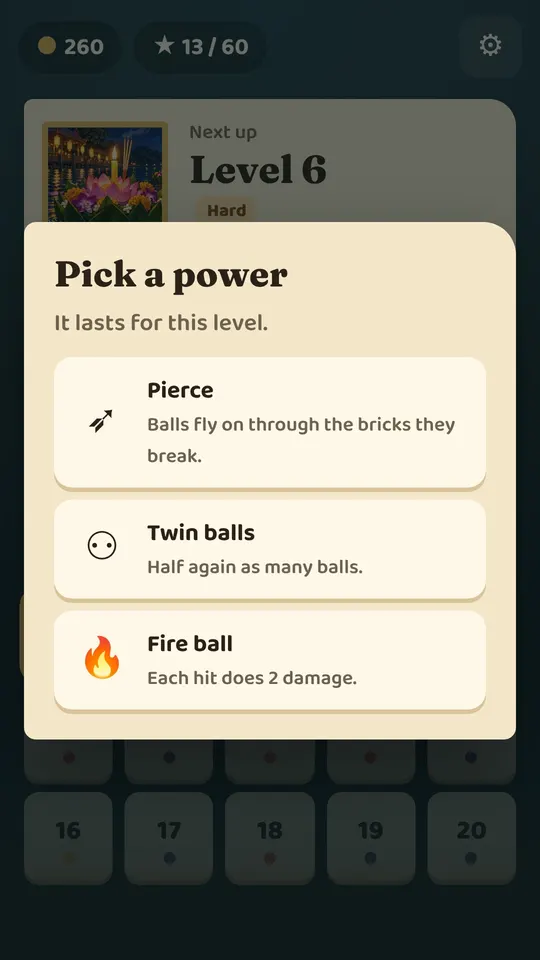 260
13 / 60
Next up
Level 6
Hard
Pick a power
It lasts for this level.
Pierce
Balls fly on through the bricks they
break.
Twin balls
Half again as many balls.
Fire ball
Each hit does 2 damage.
16
17
18
19
20